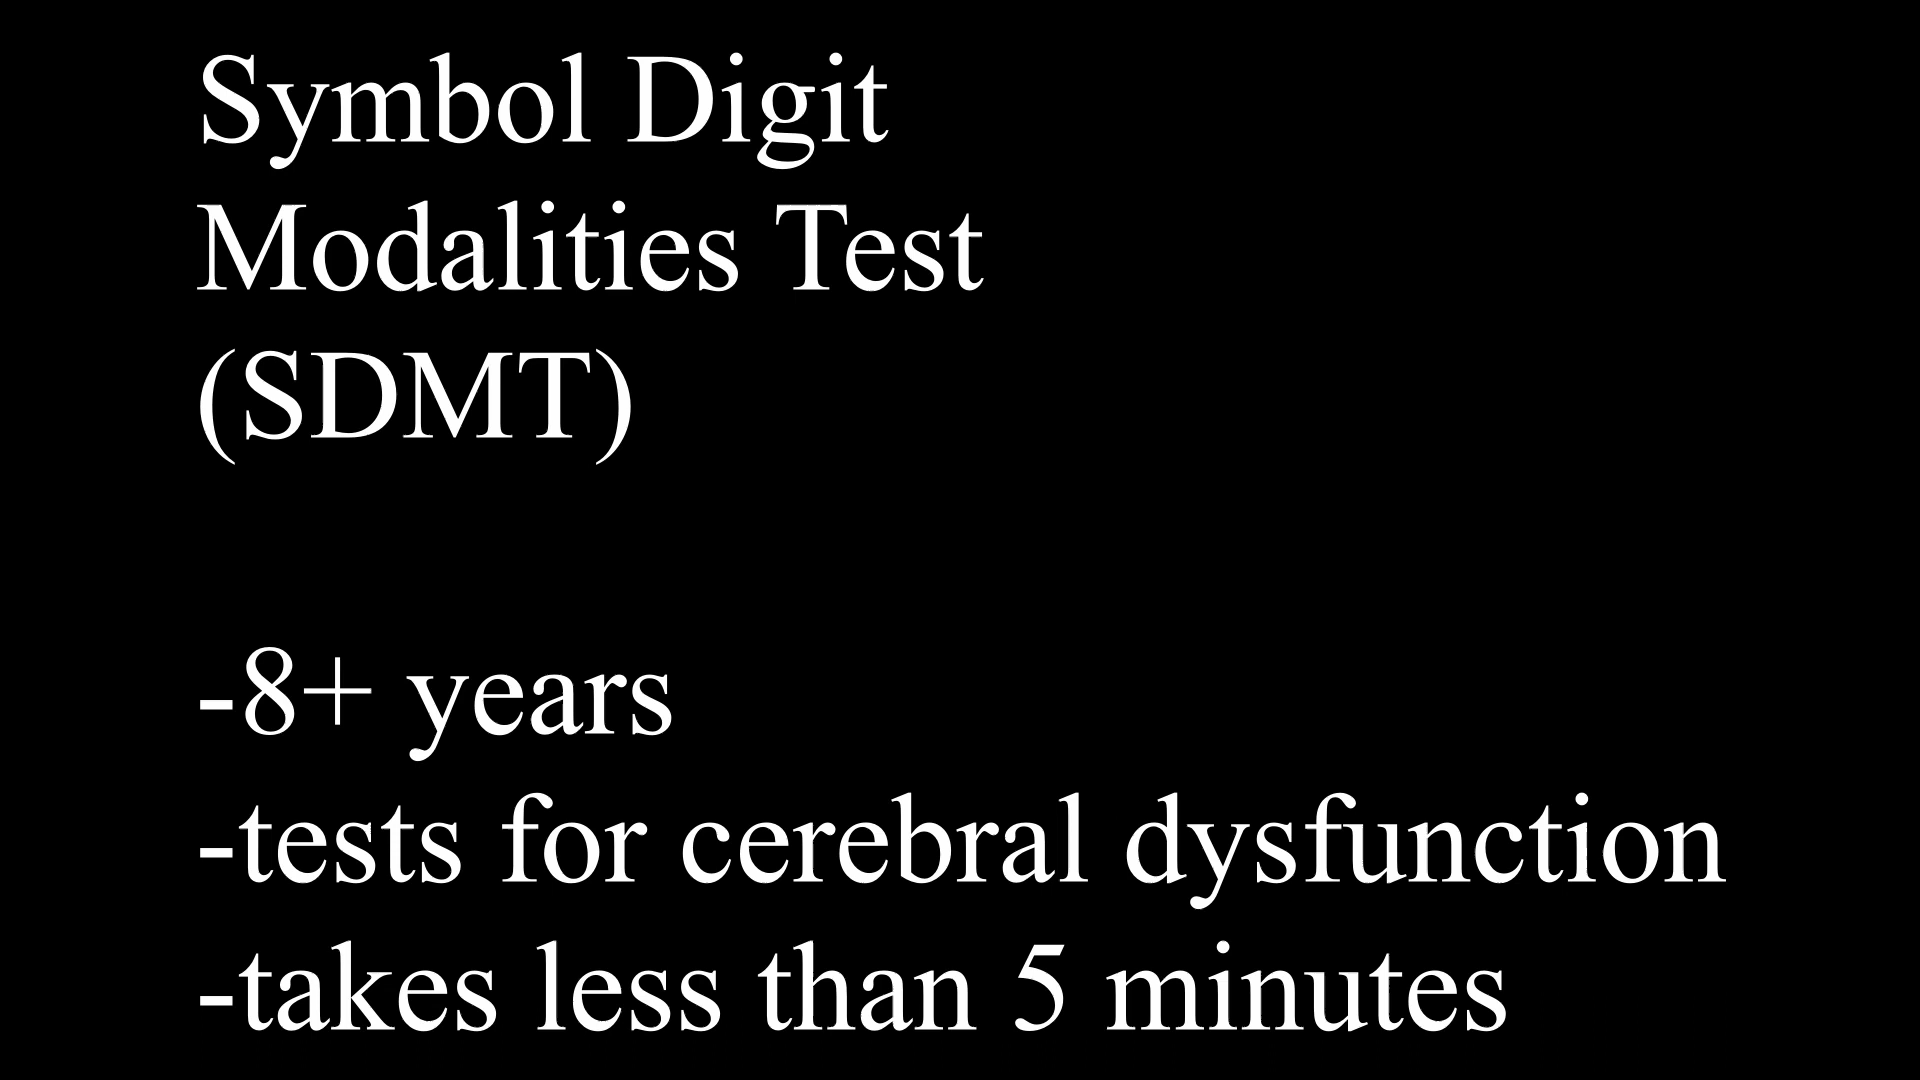 Symbol Digit
Modalities Test
(SDMT)
-8+ years
-tests for cerebral dysfunction
-takes less than 5 minutes